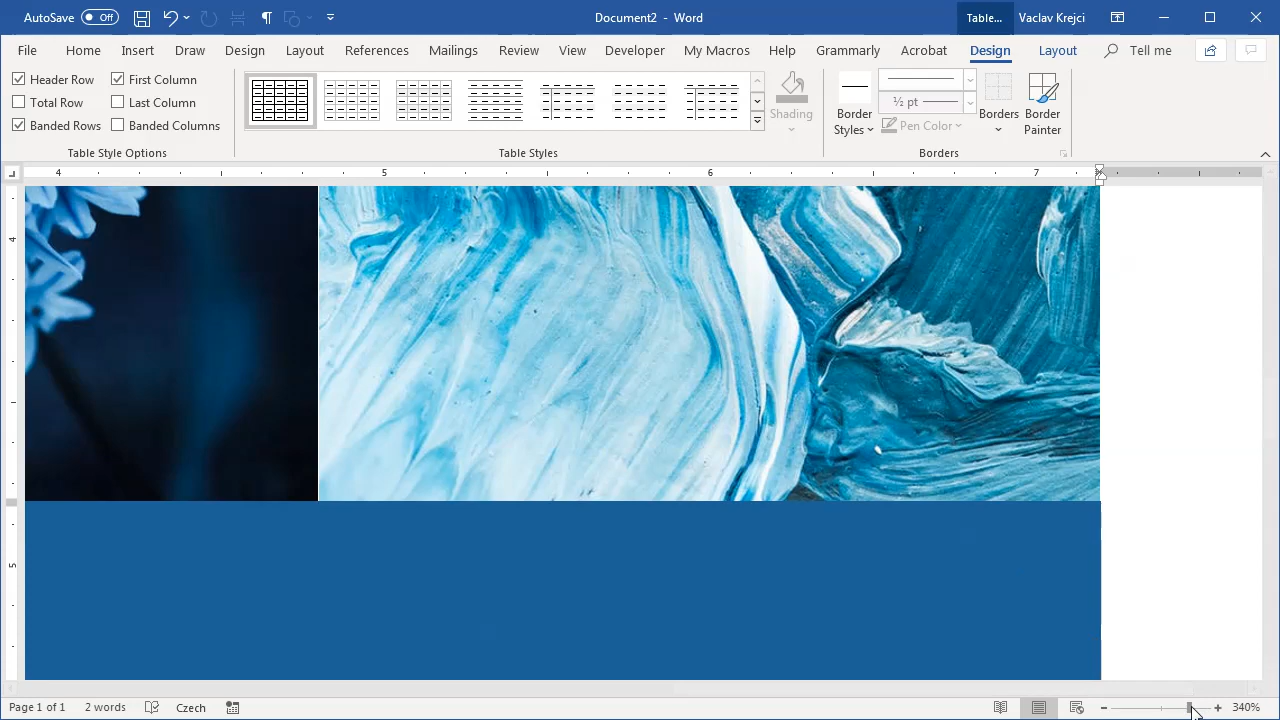 AutoSave Off Document2 - Word Table... Vaclav Krejci
File Home Insert Draw Design Layout References Mailings Review View Developer My Macros Help Grammarly Acrobat Design Layout Tell me
Header Row First Column
Total Row Last Column
Banded Rows Banded Columns
Table Style Options
Table Styles
Shading
Border Styles
½ pt
Pen Color
Borders
Border Painter
Borders
4 5 6 7
4
5
Page 1 of 1 2 words Czech 340%